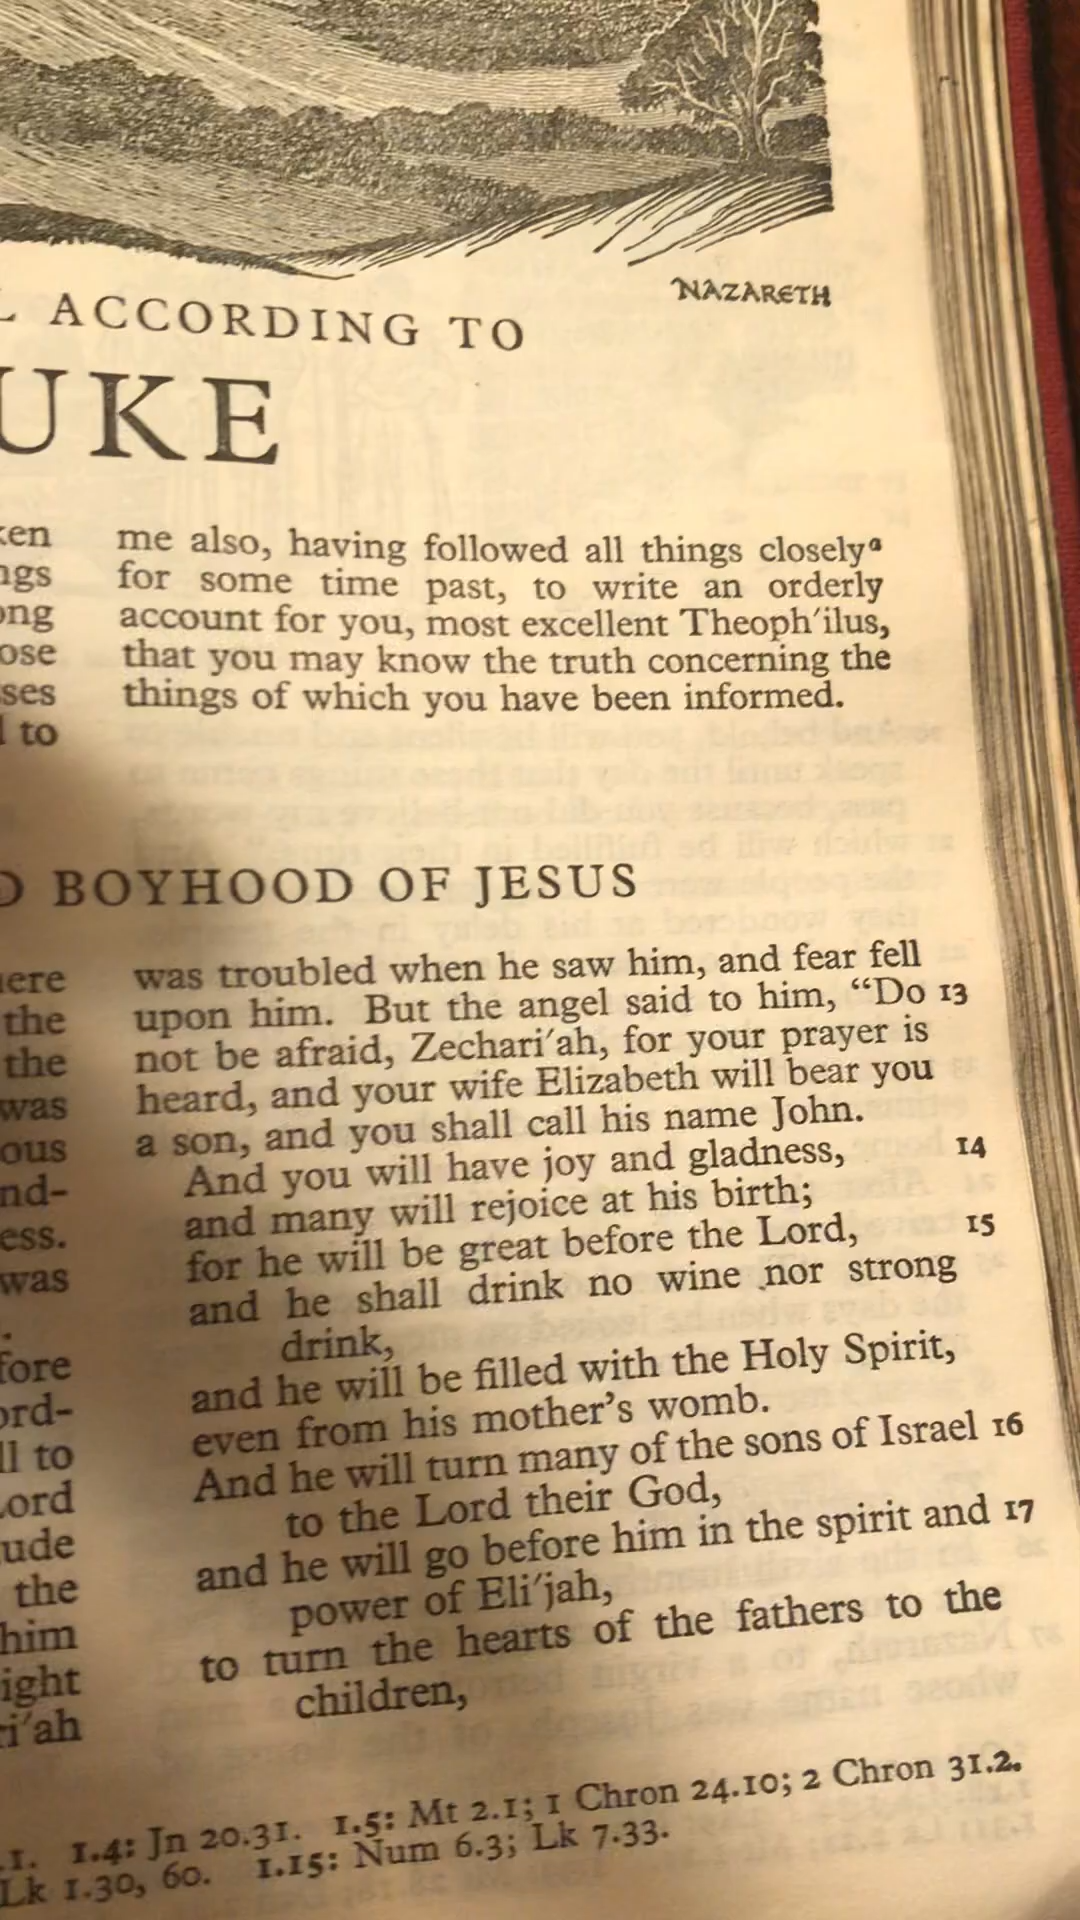 NAZARETH
ACCORDING TO
UKE
me also, having followed all things closelyᵃ
for some time past, to write an orderly
account for you, most excellent Theoph′ilus,
that you may know the truth concerning the
things of which you have been informed.
to
BOYHOOD OF JESUS
was troubled when he saw him, and fear fell
upon him. But the angel said to him, “Do 13
not be afraid, Zechari′ah, for your prayer is
heard, and your wife Elizabeth will bear you
a son, and you shall call his name John.
And you will have joy and gladness, 14
and many will rejoice at his birth;
for he will be great before the Lord, 15
and he shall drink no wine nor strong
drink,
and he will be filled with the Holy Spirit,
even from his mother’s womb.
And he will turn many of the sons of Israel 16
to the Lord their God,
and he will go before him in the spirit and 17
power of Eli′jah,
to turn the hearts of the fathers to the
children,
the
the
was
was
to
the
him
1.4: Jn 20.31. 1.5: Mt 2.1; 1 Chron 24.10; 2 Chron 31.2.
Lk 1.30, 60. 1.15: Num 6.3; Lk 7.33.